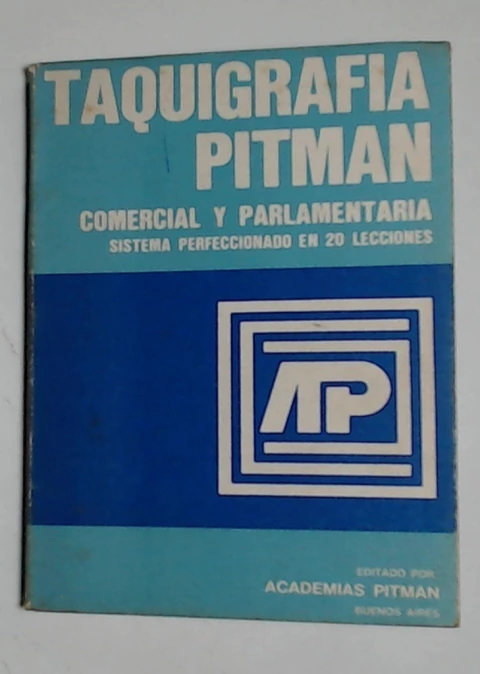 TAQUIGRAFIA
PITMAN
COMERCIAL Y PARLAMENTARIA
SISTEMA PERFECCIONADO EN 20 LECCIONES
AP
EDITADO POR:
ACADEMIAS PITMAN
BUENOS AIRES